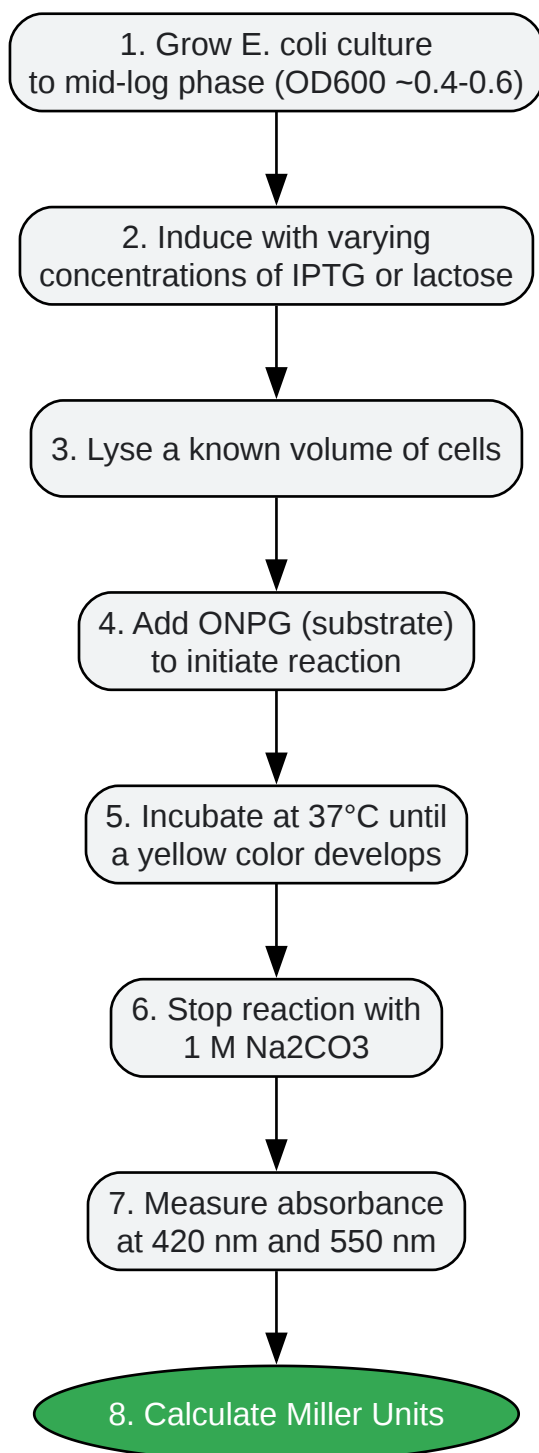 1. Grow E. coli culture
to mid-log phase (OD600 ~0.4-0.6)
2. Induce with varying
concentrations of IPTG or lactose
3. Lyse a known volume of cells
4. Add ONPG (substrate)
to initiate reaction
5. Incubate at 37°C until
a yellow color develops
6. Stop reaction with
1 M Na2CO3
7. Measure absorbance
at 420 nm and 550 nm
8. Calculate Miller Units